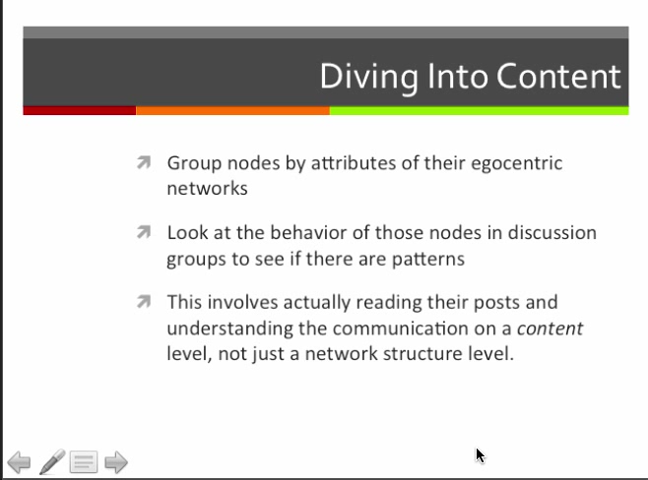 Diving Into Content
Group nodes by attributes of their egocentric
networks
Look at the behavior of those nodes in discussion
groups to see if there are patterns
This involves actually reading their posts and
understanding the communication on a content
level, not just a network structure level.